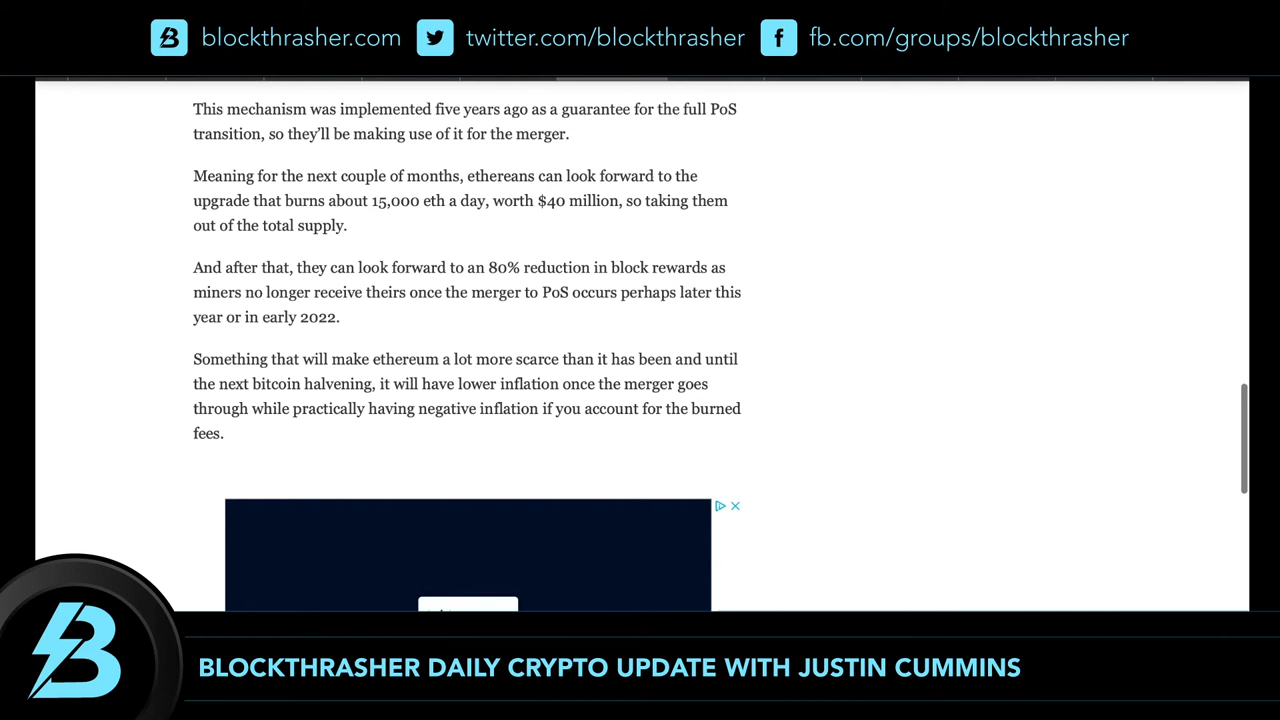 blockthrasher.com twitter.com/blockthrasher fb.com/groups/blockthrasher
This mechanism was implemented five years ago as a guarantee for the full PoS
transition, so they'll be making use of it for the merger.
Meaning for the next couple of months, ethereans can look forward to the
upgrade that burns about 15,000 eth a day, worth $40 million, so taking them
out of the total supply.
And after that, they can look forward to an 80% reduction in block rewards as
miners no longer receive theirs once the merger to PoS occurs perhaps later this
year or in early 2022.
Something that will make ethereum a lot more scarce than it has been and until
the next bitcoin halvening, it will have lower inflation once the merger goes
through while practically having negative inflation if you account for the burned
fees.
BLOCKTHRASHER DAILY CRYPTO UPDATE WITH JUSTIN CUMMINS